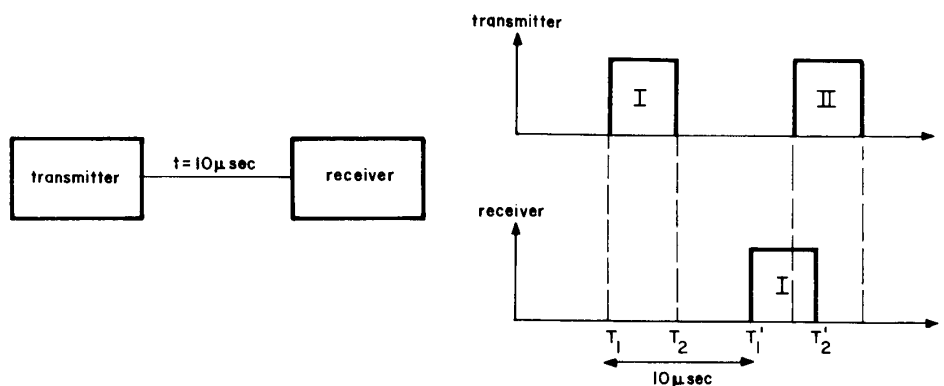 transmitter
t = 10 μ sec
receiver
transmitter
I
II
receiver
I
T₁ T₂ T₁' T₂'
10 μ sec